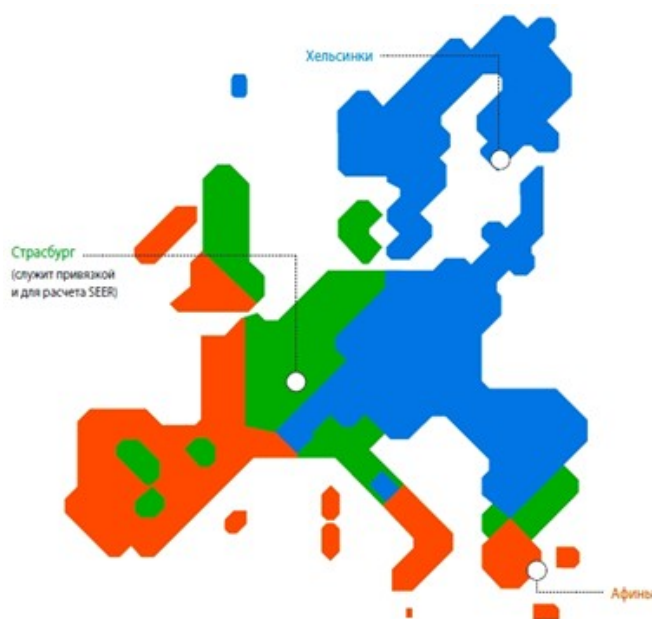 Хельсинки
Страсбург
(служит привязкой
и для расчета SEER)
Афины